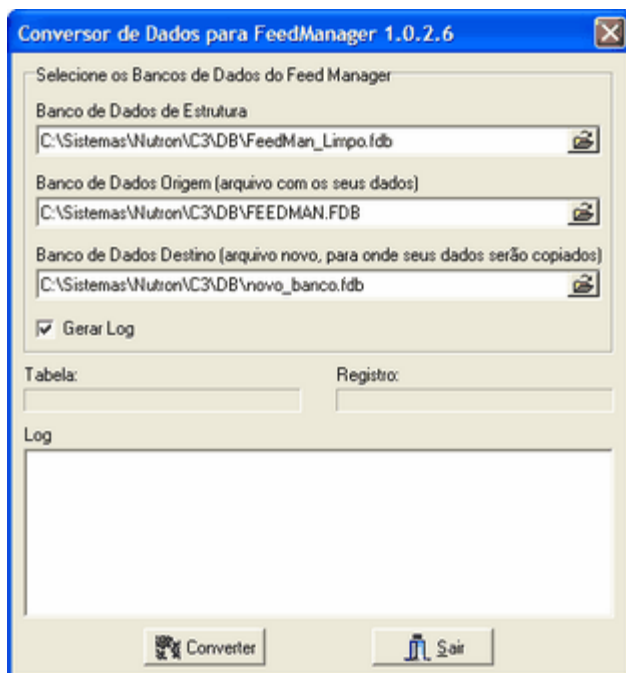 Conversor de Dados para FeedManager 1.0.2.6
Selecione os Bancos de Dados do Feed Manager
Banco de Dados de Estrutura
C:\Sistemas\Nutron\C3\DB\FeedMan_Limpo.fdb
Banco de Dados Origem (arquivo com os seus dados)
C:\Sistemas\Nutron\C3\DB\FEEDMAN.FDB
Banco de Dados Destino (arquivo novo, para onde seus dados serão copiados)
C:\Sistemas\Nutron\C3\DB\novo_banco.fdb
Gerar Log
Tabela: Registro:
Log
Converter Sair